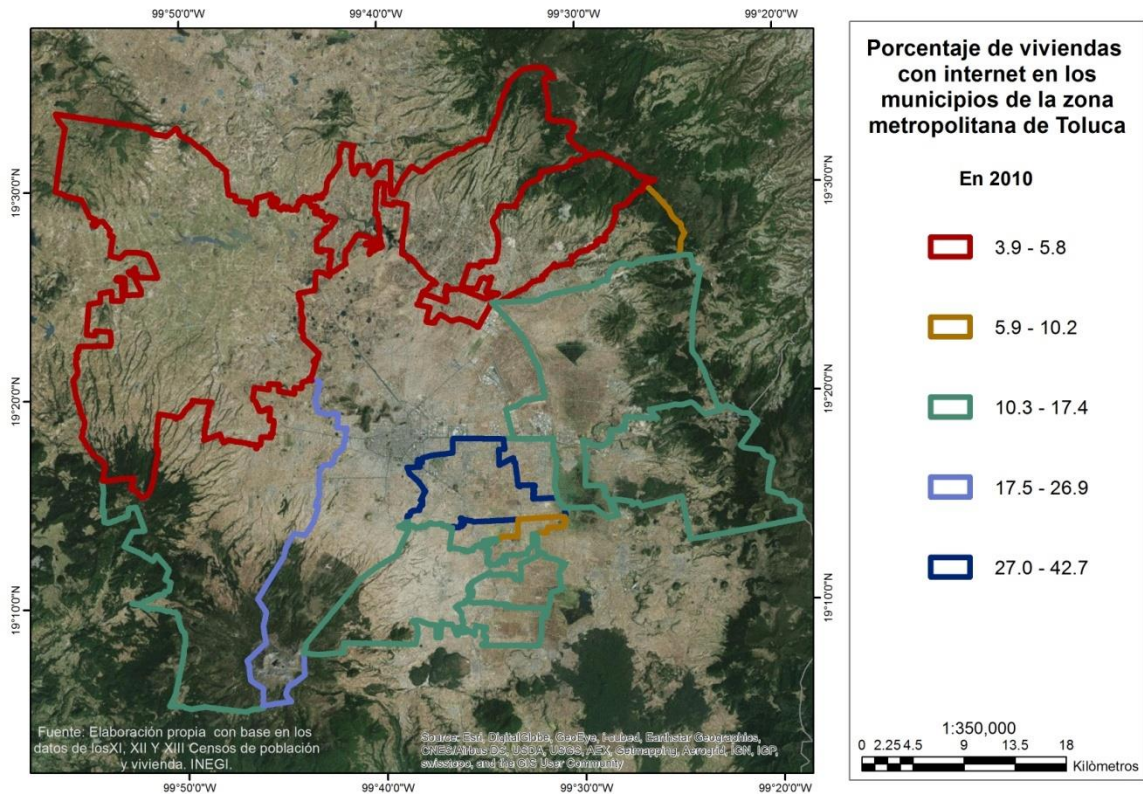 99°50'0"W 99°40'0"W 99°30'0"W 99°20'0"W
19°30'0"N 19°30'0"N
19°20'0"N 19°20'0"N
19°10'0"N 19°10'0"N
Fuente: Elaboración propia con base en los
datos de losXI, XII Y XIII Censos de población
y vivienda. INEGI.
Source: Esri, DigitalGlobe, GeoEye, i-cubed, Earthstar Geographics,
CNES/Airbus DS, USDA, USGS, AEX, Getmapping, Aerogrid, IGN, IGP,
swisstopo, and the GIS User Community
99°50'0"W 99°40'0"W 99°30'0"W 99°20'0"W
Porcentaje de viviendas
con internet en los
municipios de la zona
metropolitana de Toluca
En 2010
3.9 - 5.8
5.9 - 10.2
10.3 - 17.4
17.5 - 26.9
27.0 - 42.7
1:350,000
0 2.25 4.5 9 13.5 18
Kilòmetros